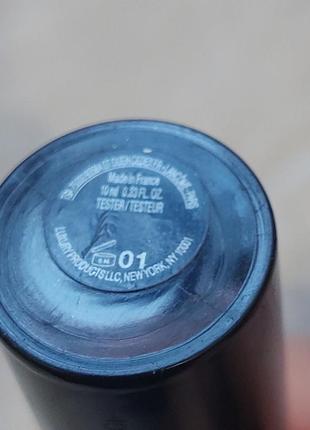 Made in France
10 ml 0.33 FL. OZ.
TESTER / TESTEUR
6 M 01
LUXURY PRODUCTS LLC, NEW YORK, NY 10001